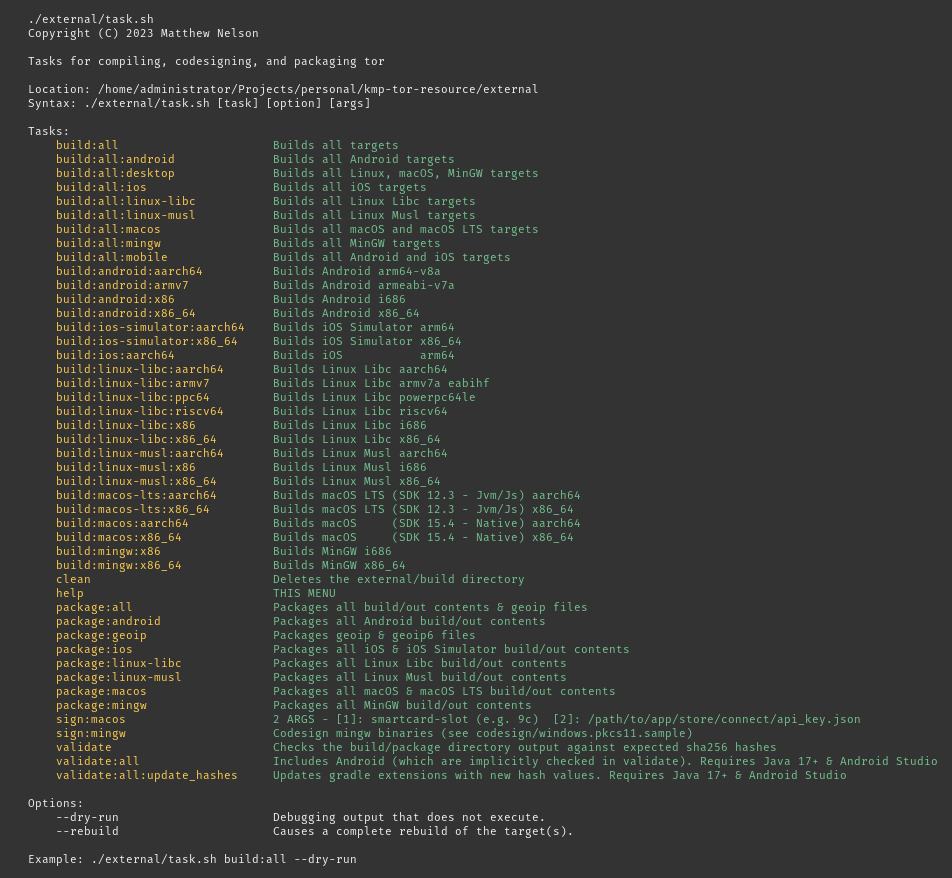 ./external/task.sh
Copyright (C) 2023 Matthew Nelson

Tasks for compiling, codesigning, and packaging tor

Location: /home/administrator/Projects/personal/kmp-tor-resource/external
Syntax: ./external/task.sh [task] [option] [args]

Tasks:
    build:all                      Builds all targets
    build:all:android              Builds all Android targets
    build:all:desktop              Builds all Linux, macOS, MinGW targets
    build:all:ios                  Builds all iOS targets
    build:all:linux-libc           Builds all Linux Libc targets
    build:all:linux-musl           Builds all Linux Musl targets
    build:all:macos                Builds all macOS and macOS LTS targets
    build:all:mingw                Builds all MinGW targets
    build:all:mobile               Builds all Android and iOS targets
    build:android:aarch64          Builds Android arm64-v8a
    build:android:armv7            Builds Android armeabi-v7a
    build:android:x86              Builds Android i686
    build:android:x86_64           Builds Android x86_64
    build:ios-simulator:aarch64    Builds iOS Simulator arm64
    build:ios-simulator:x86_64     Builds iOS Simulator x86_64
    build:ios:aarch64              Builds iOS           arm64
    build:linux-libc:aarch64       Builds Linux Libc aarch64
    build:linux-libc:armv7         Builds Linux Libc armv7a eabihf
    build:linux-libc:ppc64         Builds Linux Libc powerpc64le
    build:linux-libc:riscv64       Builds Linux Libc riscv64
    build:linux-libc:x86           Builds Linux Libc i686
    build:linux-libc:x86_64        Builds Linux Libc x86_64
    build:linux-musl:aarch64       Builds Linux Musl aarch64
    build:linux-musl:x86           Builds Linux Musl i686
    build:linux-musl:x86_64        Builds Linux Musl x86_64
    build:macos-lts:aarch64        Builds macOS LTS (SDK 12.3 - Jvm/Js) aarch64
    build:macos-lts:x86_64         Builds macOS LTS (SDK 12.3 - Jvm/Js) x86_64
    build:macos:aarch64            Builds macOS     (SDK 15.4 - Native) aarch64
    build:macos:x86_64             Builds macOS     (SDK 15.4 - Native) x86_64
    build:mingw:x86                Builds MinGW i686
    build:mingw:x86_64             Builds MinGW x86_64
    clean                          Deletes the external/build directory
    help                           THIS MENU
    package:all                    Packages all build/out contents & geoip files
    package:android                Packages all Android build/out contents
    package:geoip                  Packages geoip & geoip6 files
    package:ios                    Packages all iOS & iOS Simulator build/out contents
    package:linux-libc             Packages all Linux Libc build/out contents
    package:linux-musl             Packages all Linux Musl build/out contents
    package:macos                  Packages all macOS & macOS LTS build/out contents
    package:mingw                  Packages all MinGW build/out contents
    sign:macos                     2 ARGS - [1]: smartcard-slot (e.g. 9c)  [2]: /path/to/app/store/connect/api_key.json
    sign:mingw                     Codesign mingw binaries (see codesign/windows.pkcs11.sample)
    validate                       Checks the build/package directory output against expected sha256 hashes
    validate:all                   Includes Android (which are implicitly checked in validate). Requires Java 17+ & Android Studio
    validate:all:update_hashes     Updates gradle extensions with new hash values. Requires Java 17+ & Android Studio

Options:
    --dry-run                      Debugging output that does not execute.
    --rebuild                      Causes a complete rebuild of the target(s).

Example: ./external/task.sh build:all --dry-run